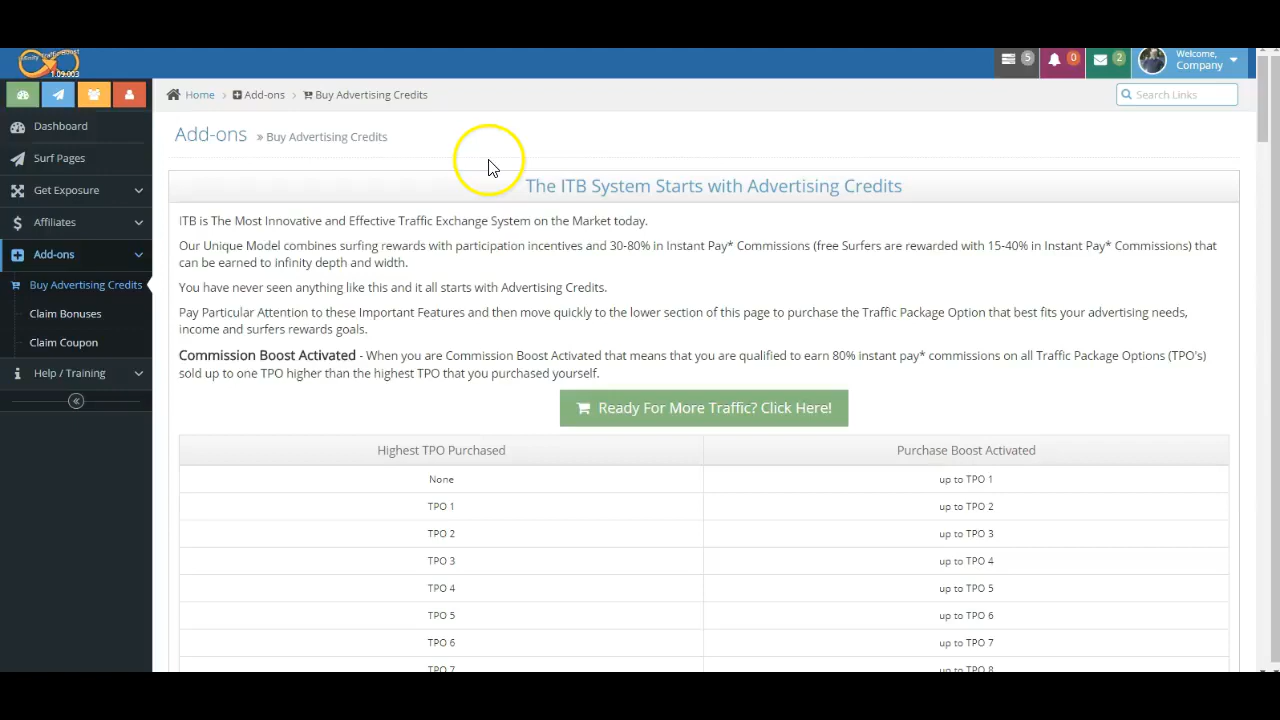 Infinity Traffic Boost
1.09.003
5
0
2
Welcome,
Company
Home > Add-ons > Buy Advertising Credits
Search Links
Dashboard
Surf Pages
Get Exposure
Affiliates
Add-ons
Buy Advertising Credits
Claim Bonuses
Claim Coupon
Help / Training
Add-ons » Buy Advertising Credits
The ITB System Starts with Advertising Credits
ITB is The Most Innovative and Effective Traffic Exchange System on the Market today.
Our Unique Model combines surfing rewards with participation incentives and 30-80% in Instant Pay* Commissions (free Surfers are rewarded with 15-40% in Instant Pay* Commissions) that
can be earned to infinity depth and width.
You have never seen anything like this and it all starts with Advertising Credits.
Pay Particular Attention to these Important Features and then move quickly to the lower section of this page to purchase the Traffic Package Option that best fits your advertising needs,
income and surfers rewards goals.
Commission Boost Activated - When you are Commission Boost Activated that means that you are qualified to earn 80% instant pay* commissions on all Traffic Package Options (TPO's)
sold up to one TPO higher than the highest TPO that you purchased yourself.
Ready For More Traffic? Click Here!
Highest TPO Purchased Purchase Boost Activated
None up to TPO 1
TPO 1 up to TPO 2
TPO 2 up to TPO 3
TPO 3 up to TPO 4
TPO 4 up to TPO 5
TPO 5 up to TPO 6
TPO 6 up to TPO 7
TPO 7 up to TPO 8